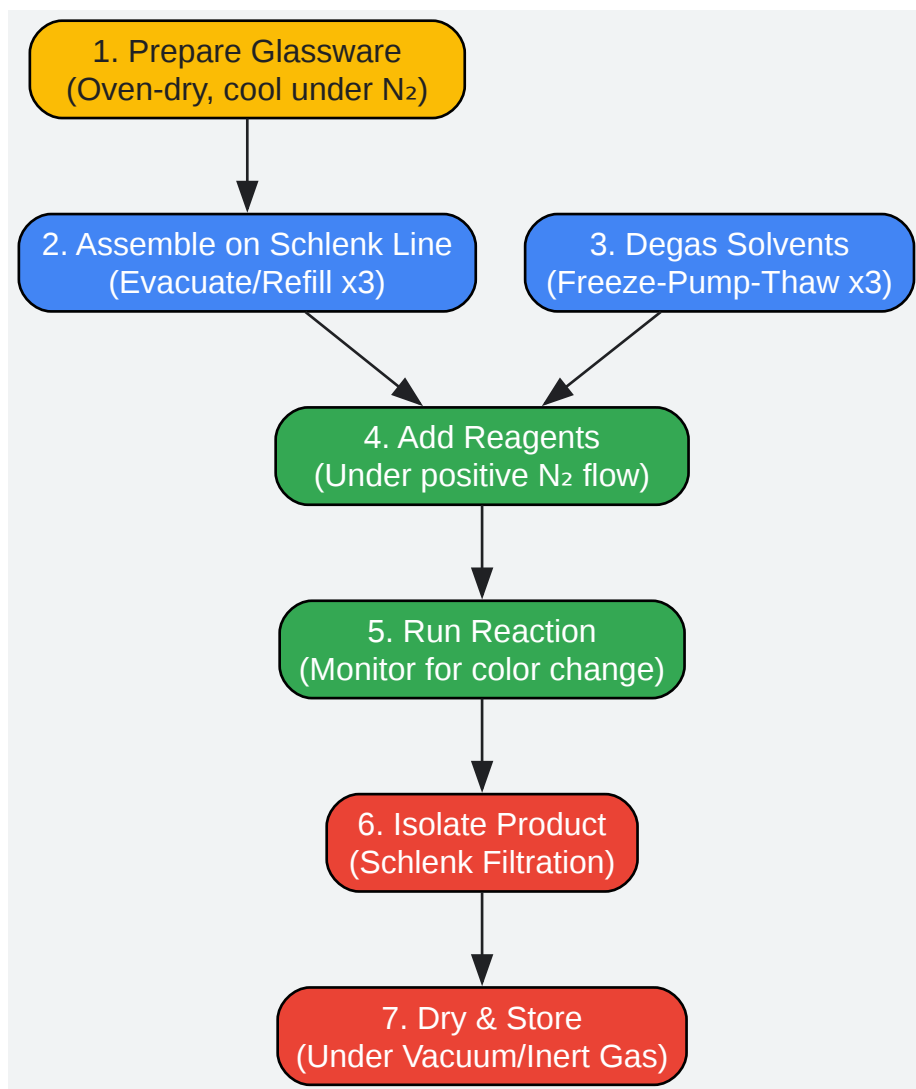 1. Prepare Glassware
(Oven-dry, cool under N₂)
2. Assemble on Schlenk Line
(Evacuate/Refill x3)
3. Degas Solvents
(Freeze-Pump-Thaw x3)
4. Add Reagents
(Under positive N₂ flow)
5. Run Reaction
(Monitor for color change)
6. Isolate Product
(Schlenk Filtration)
7. Dry & Store
(Under Vacuum/Inert Gas)